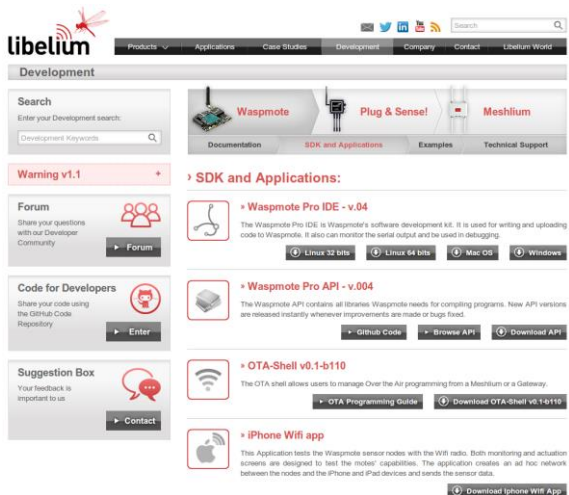 libelium
Search
Products
Applications
Case Studies
Development
Company
Contact
Libelium World
Development
Search
Enter your Development search:
Development Keywords
Warning v1.1 +
Forum
Share your questions
with our Developer
Community
Forum
Code for Developers
Share your code using
the GitHub Code
Repository
Enter
Suggestion Box
Your feedback is
important to us
Contact
Waspmote
Plug & Sense!
Meshlium
Documentation
SDK and Applications
Examples
Technical Support
› SDK and Applications:
» Waspmote Pro IDE - v.04
The Waspmote Pro IDE is Waspmote's software development kit. It is used for writing and uploading
code to Waspmote. It also can monitor the serial output and be used in debugging.
Linux 32 bits
Linux 64 bits
Mac OS
Windows
» Waspmote Pro API - v.004
The Waspmote API contains all libraries Waspmote needs for compiling programs. New API versions
are released instantly whenever improvements are made or bugs fixed.
Github Code
Browse API
Download API
» OTA-Shell v0.1-b110
The OTA shell allows users to manage Over the Air programming from a Meshlium or a Gateway.
OTA Programming Guide
Download OTA-Shell v0.1-b110
» iPhone Wifi app
This Application tests the Waspmote sensor nodes with the Wifi radio. Both monitoring and actuation
screens are designed to test the motes' capabilities. The application creates an ad hoc network
between the nodes and the iPhone and iPad devices and sends the sensor data.
Download Iphone Wifi App